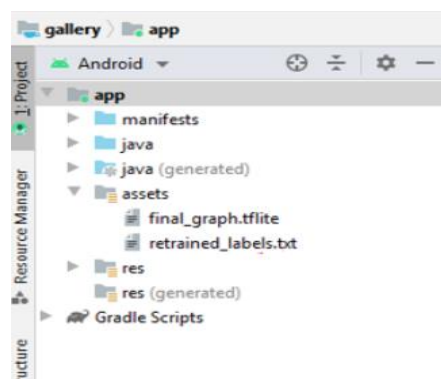 gallery app
1: Project
Android
app
manifests
java
java (generated)
assets
final_graph.tflite
retrained_labels.txt
res
res (generated)
Gradle Scripts
Resource Manager
ucture